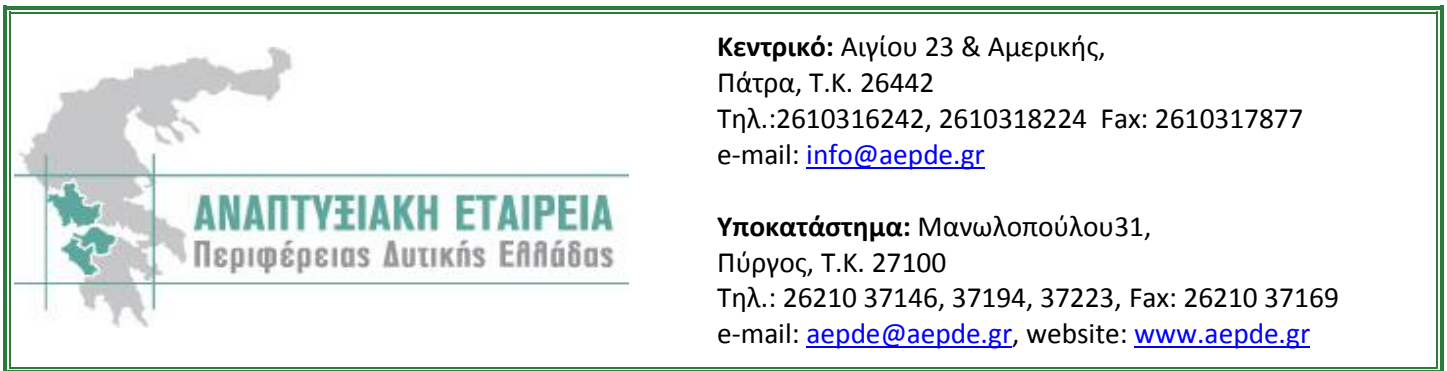 ΑΝΑΠΤΥΞΙΑΚΗ ΕΤΑΙΡΕΙΑ
Περιφέρειας Δυτικής Ελλάδας
Κεντρικό: Αιγίου 23 & Αμερικής,
Πάτρα, Τ.Κ. 26442
Τηλ.:2610316242, 2610318224 Fax: 2610317877
e-mail: info@aepde.gr
Υποκατάστημα: Μανωλοπούλου31,
Πύργος, Τ.Κ. 27100
Τηλ.: 26210 37146, 37194, 37223, Fax: 26210 37169
e-mail: aepde@aepde.gr, website: www.aepde.gr